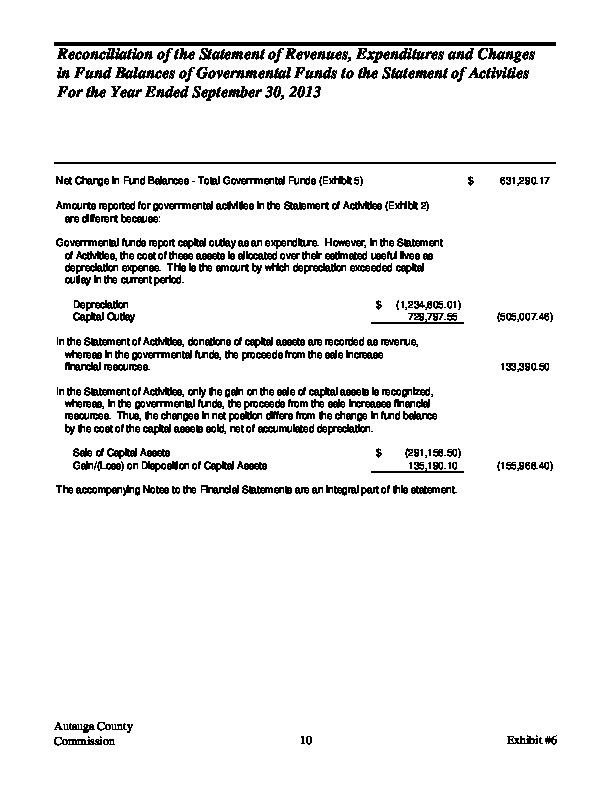 Reconciliation of the Statement of Revenues, Expenditures and Changes
in Fund Balances of Governmental Funds to the Statement of Activities
For the Year Ended September 30, 2013
Net Change in Fund Balances - Total Governmental Funds (Exhibit 5) $ 631,290.17
Amounts reported for governmental activities in the Statement of Activities (Exhibit 2)
are different because:
Governmental funds report capital outlay as an expenditure. However, in the Statement
of Activities, the cost of these assets is allocated over their estimated useful lives as
depreciation expense. This is the amount by which depreciation exceeded capital
outlay in the current period.
Depreciation $ (1,234,805.01)
Capital Outlay 729,797.55 (505,007.46)
In the Statement of Activities, donations of capital assets are recorded as revenue,
whereas in the governmental funds, the proceeds from the sale increase
financial resources. 133,390.50
In the Statement of Activities, only the gain on the sale of capital assets is recognized,
whereas, in the governmental funds, the proceeds from the sale increases financial
resources. Thus, the changes in net position differs from the change in fund balance
by the cost of the capital assets sold, net of accumulated depreciation.
Sale of Capital Assets $ (291,158.50)
Gain/(Loss) on Disposition of Capital Assets 135,190.10 (155,968.40)
The accompanying Notes to the Financial Statements are an integral part of this statement.
Autauga County
Commission 10 Exhibit #6